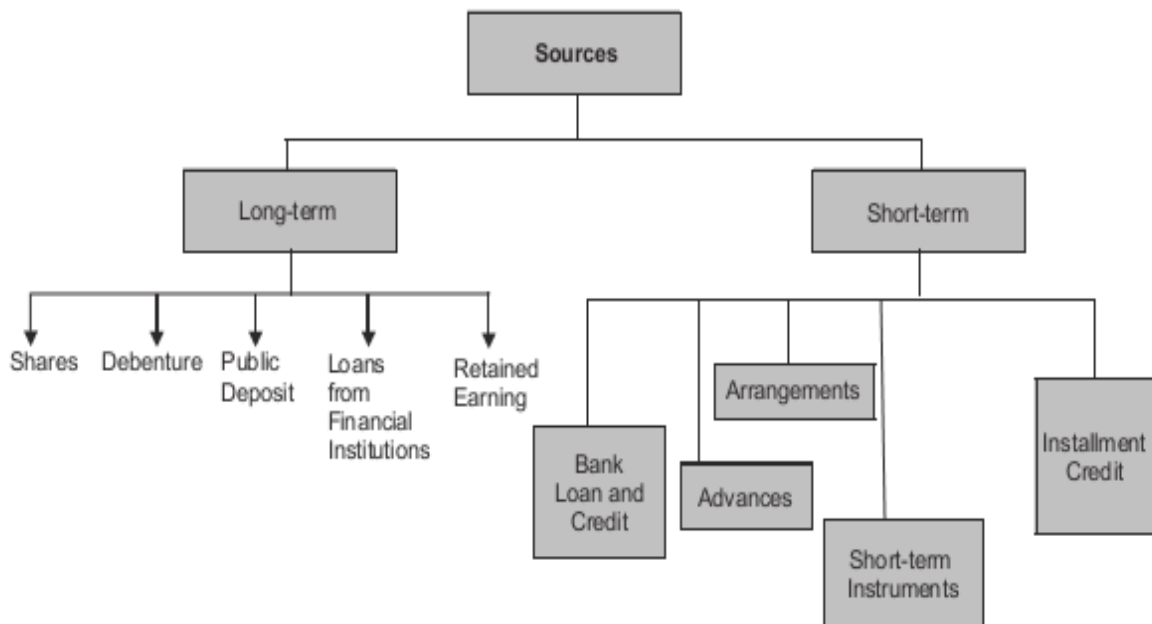 Sources
Long-term
Short-term
Shares
Debenture
Public
Deposit
Loans
from
Financial
Institutions
Retained
Earning
Bank
Loan and
Credit
Advances
Arrangements
Short-term
Instruments
Installment
Credit